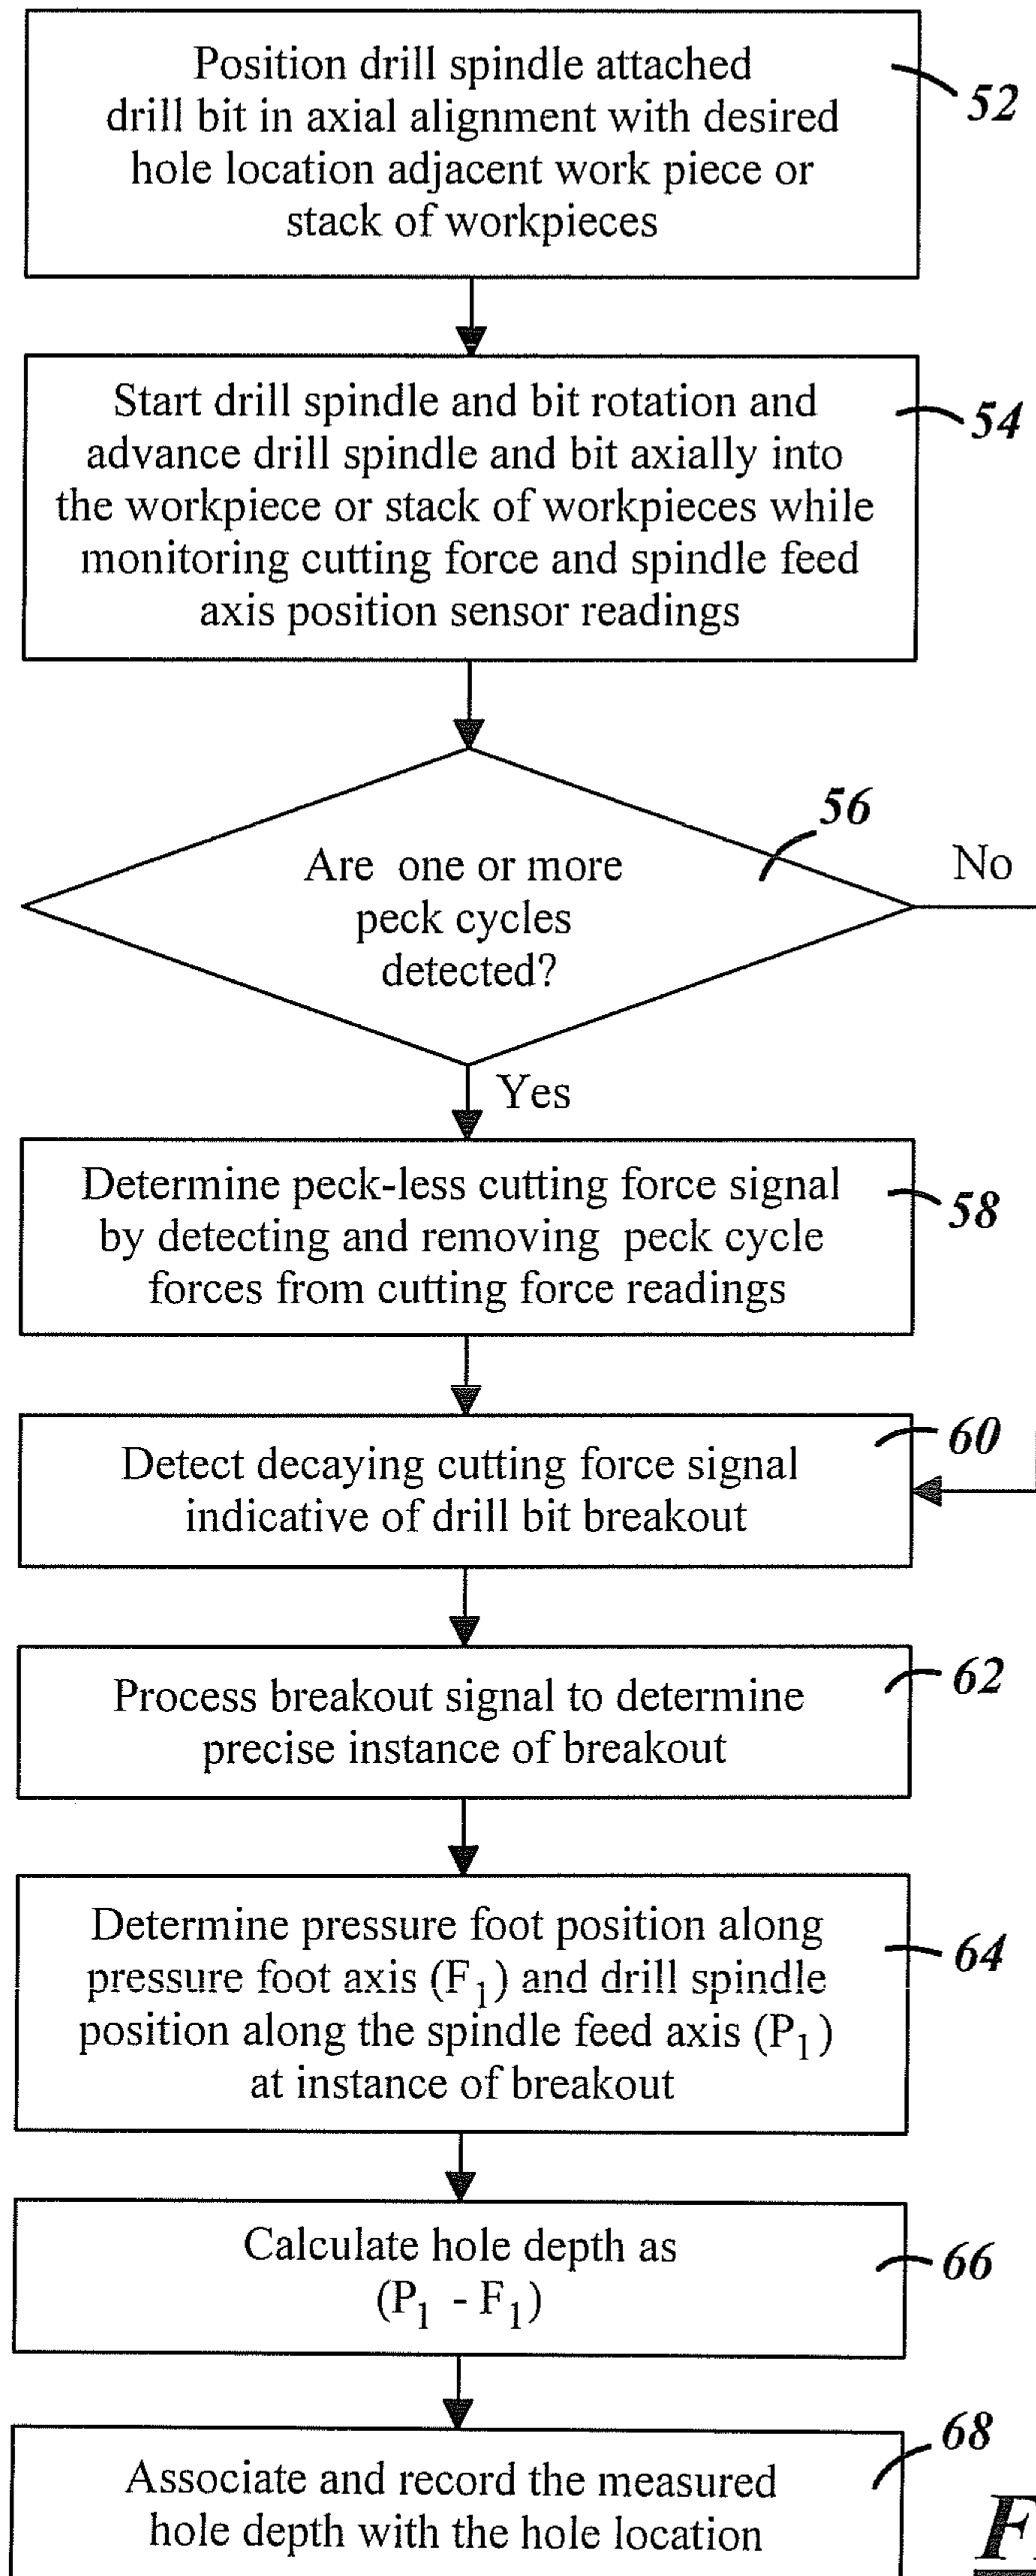 Position drill spindle attached
drill bit in axial alignment with desired
hole location adjacent work piece or
stack of workpieces
52
Start drill spindle and bit rotation and
advance drill spindle and bit axially into
the workpiece or stack of workpieces while
monitoring cutting force and spindle feed
axis position sensor readings
54
Are one or more
peck cycles
detected?
56
No
Yes
Determine peck-less cutting force signal
by detecting and removing peck cycle
forces from cutting force readings
58
Detect decaying cutting force signal
indicative of drill bit breakout
60
Process breakout signal to determine
precise instance of breakout
62
Determine pressure foot position along
pressure foot axis (F₁) and drill spindle
position along the spindle feed axis (P₁)
at instance of breakout
64
Calculate hole depth as
(P₁ - F₁)
66
Associate and record the measured
hole depth with the hole location
68